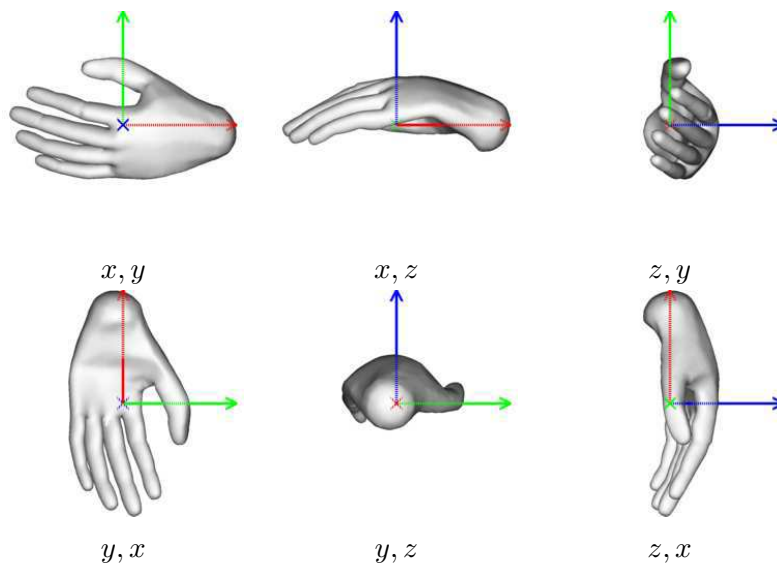 x, y
x, z
z, y
y, x
y, z
z, x